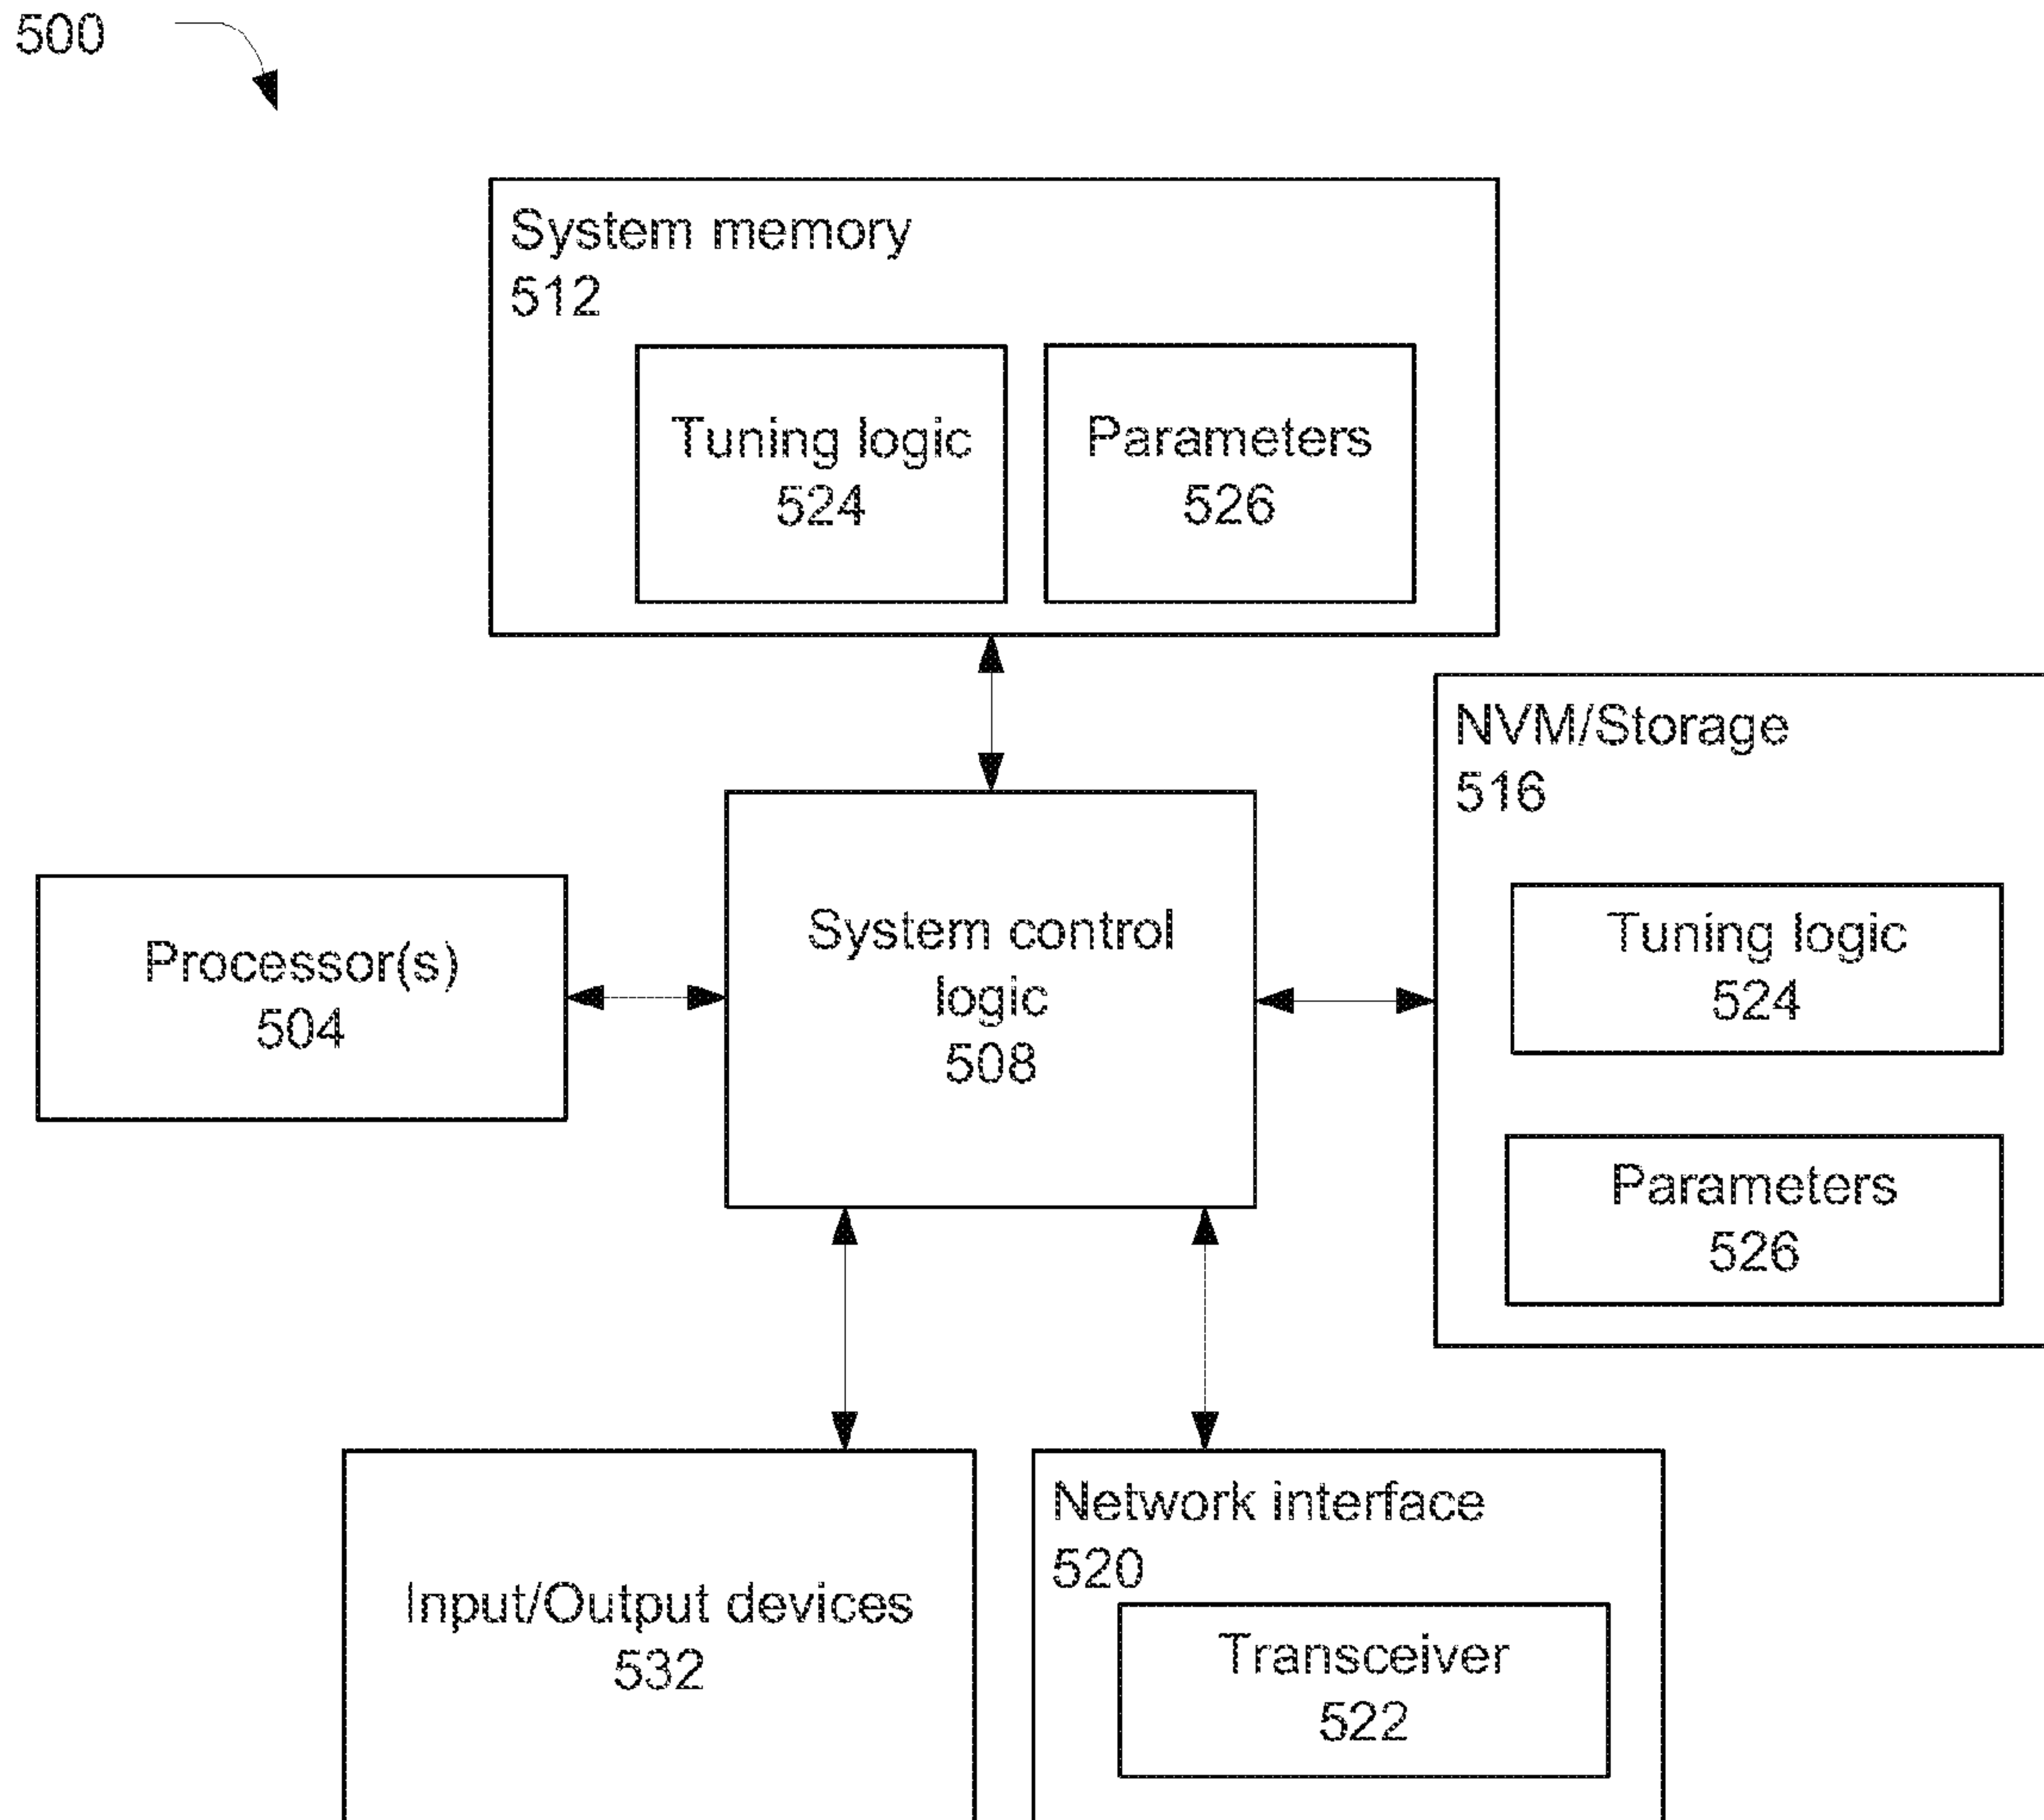 500
System memory
512
Tuning logic
524
Parameters
526
NVM/Storage
516
Tuning logic
524
Parameters
526
Processor(s)
504
System control
logic
508
Input/Output devices
532
Network interface
520
Transceiver
522